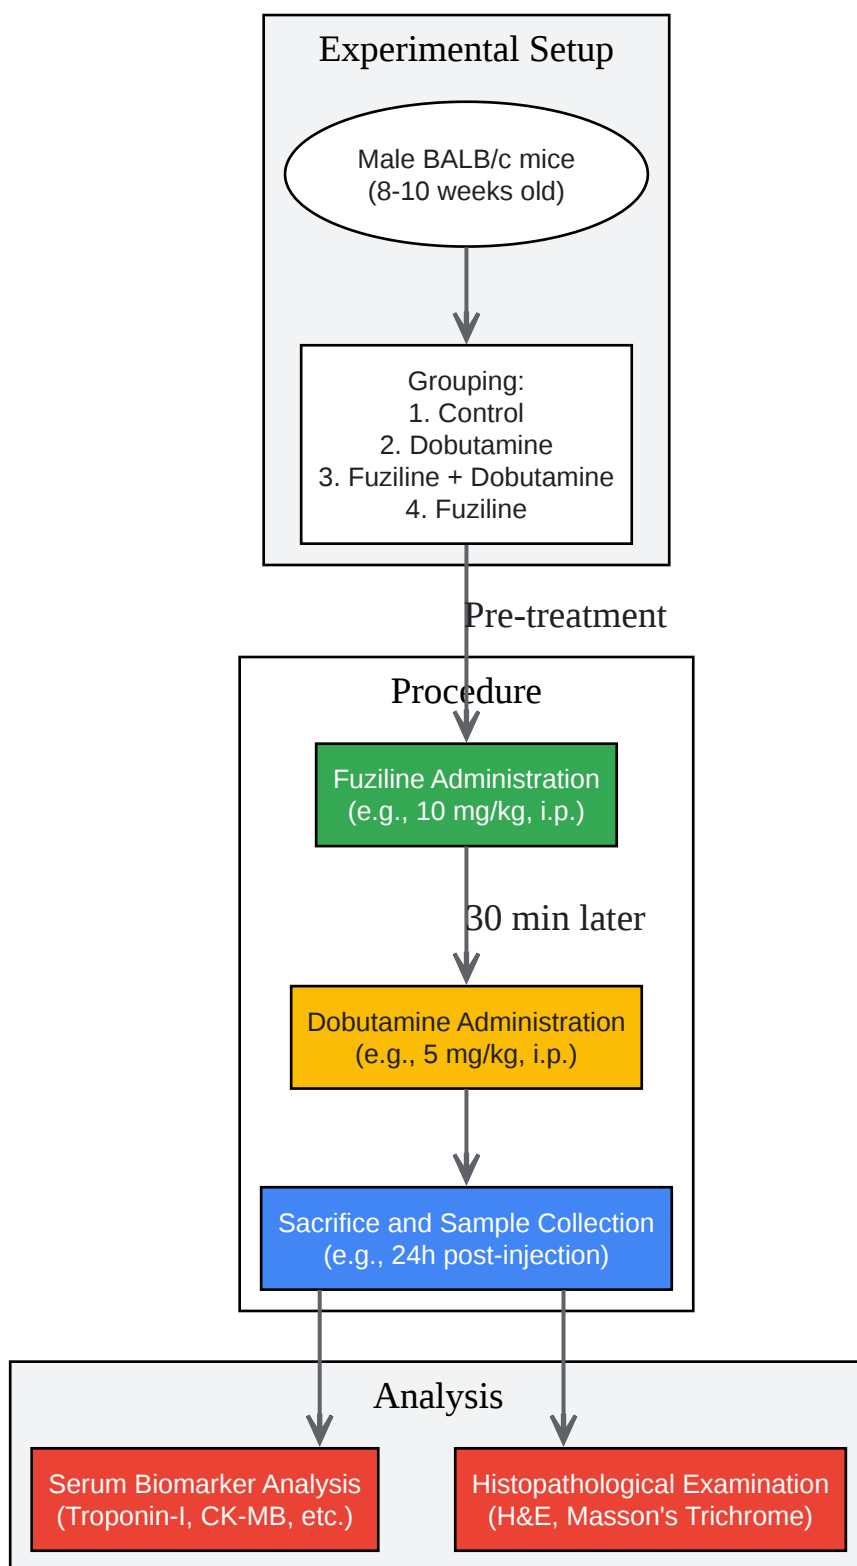 Experimental Setup
Male BALB/c mice
(8-10 weeks old)
Grouping:
1. Control
2. Dobutamine
3. Fuziline + Dobutamine
4. Fuziline
Pre-treatment
Procedure
Fuziline Administration
(e.g., 10 mg/kg, i.p.)
30 min later
Dobutamine Administration
(e.g., 5 mg/kg, i.p.)
Sacrifice and Sample Collection
(e.g., 24h post-injection)
Analysis
Serum Biomarker Analysis
(Troponin-I, CK-MB, etc.)
Histopathological Examination
(H&E, Masson's Trichrome)